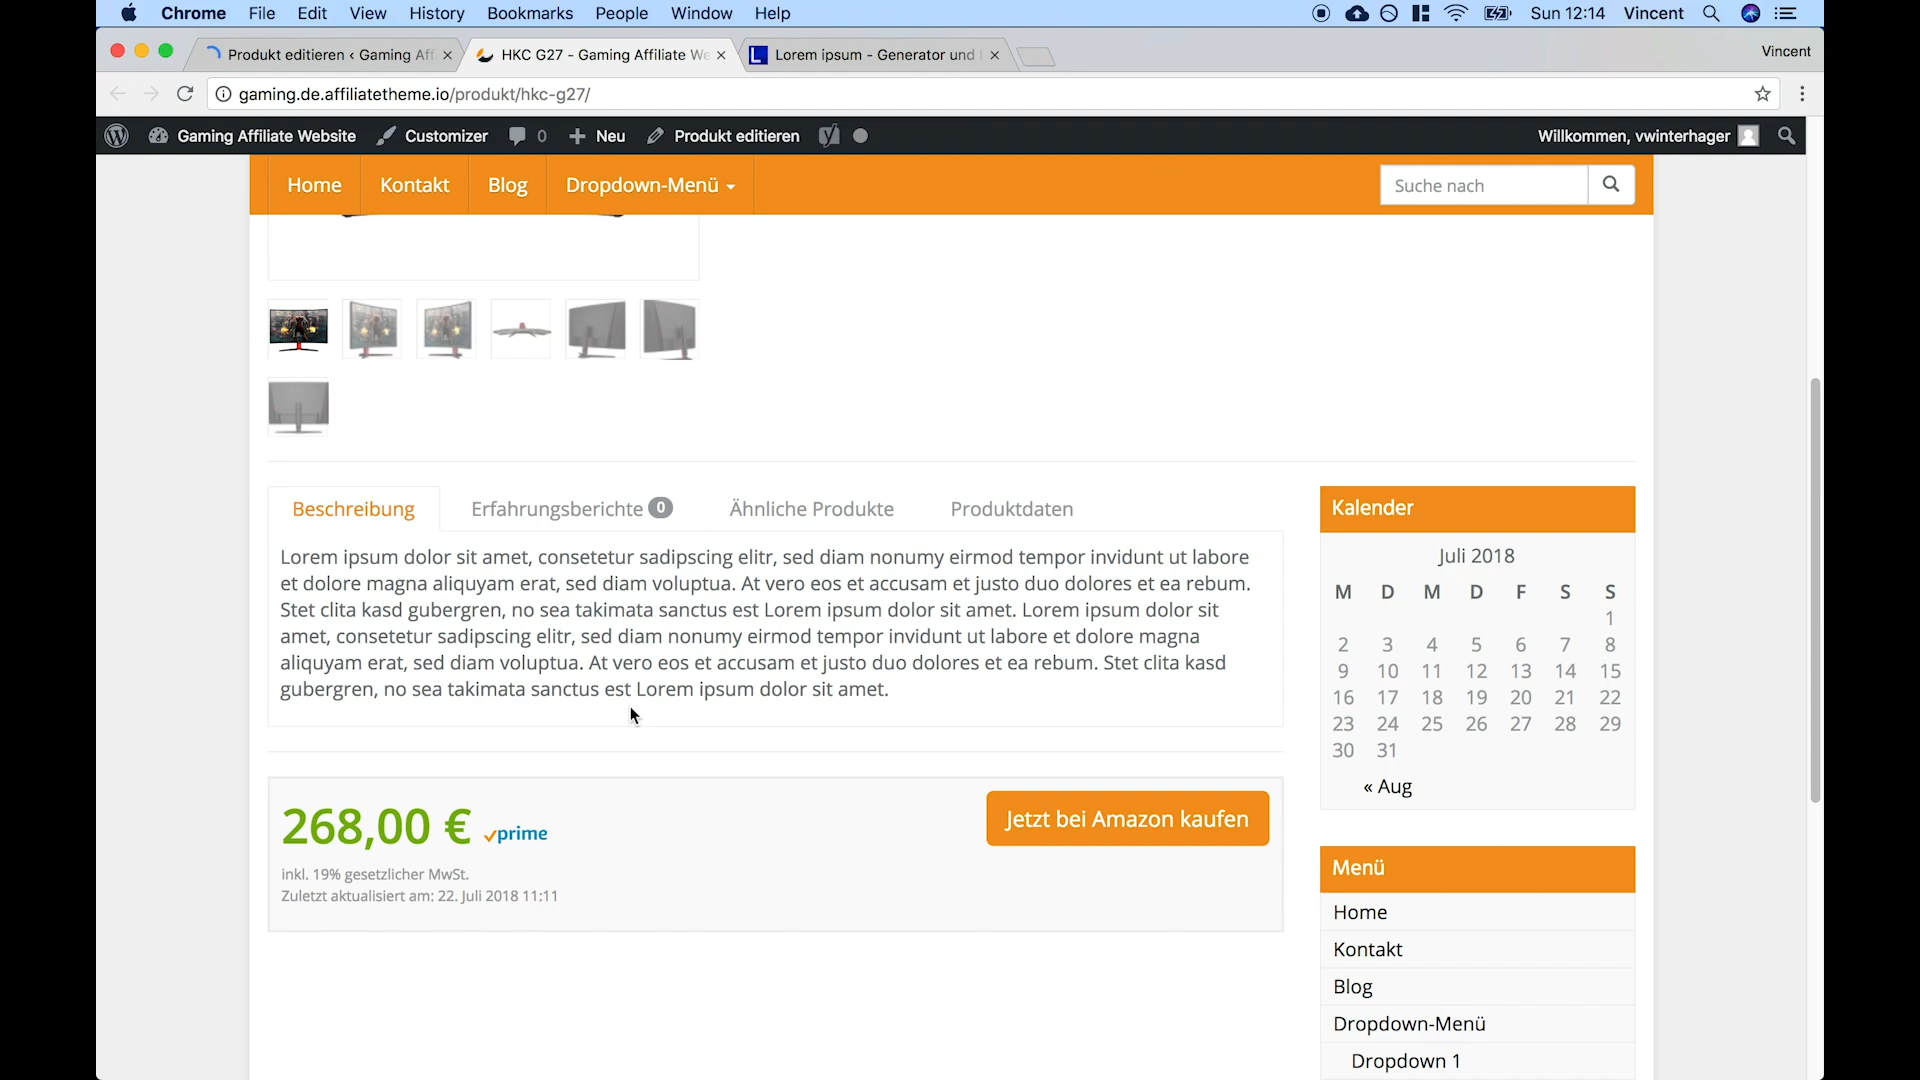 Chrome File Edit View History Bookmarks People Window Help Sun 12:14 Vincent
Produkt editieren ‹ Gaming Aff HKC G27 - Gaming Affiliate We Lorem ipsum - Generator und Vincent
gaming.de.affiliatetheme.io/produkt/hkc-g27/
Gaming Affiliate Website Customizer 0 Neu Produkt editieren Willkommen, vwinterhager
Home Kontakt Blog Dropdown-Menü Suche nach
Beschreibung Erfahrungsberichte 0 Ähnliche Produkte Produktdaten
Lorem ipsum dolor sit amet, consetetur sadipscing elitr, sed diam nonumy eirmod tempor invidunt ut labore
et dolore magna aliquyam erat, sed diam voluptua. At vero eos et accusam et justo duo dolores et ea rebum.
Stet clita kasd gubergren, no sea takimata sanctus est Lorem ipsum dolor sit amet. Lorem ipsum dolor sit
amet, consetetur sadipscing elitr, sed diam nonumy eirmod tempor invidunt ut labore et dolore magna
aliquyam erat, sed diam voluptua. At vero eos et accusam et justo duo dolores et ea rebum. Stet clita kasd
gubergren, no sea takimata sanctus est Lorem ipsum dolor sit amet.
268,00 € prime
Jetzt bei Amazon kaufen
inkl. 19% gesetzlicher MwSt.
Zuletzt aktualisiert am: 22. Juli 2018 11:11
Kalender
Juli 2018
M D M D F S S
1
2 3 4 5 6 7 8
9 10 11 12 13 14 15
16 17 18 19 20 21 22
23 24 25 26 27 28 29
30 31
« Aug
Menü
Home
Kontakt
Blog
Dropdown-Menü
Dropdown 1